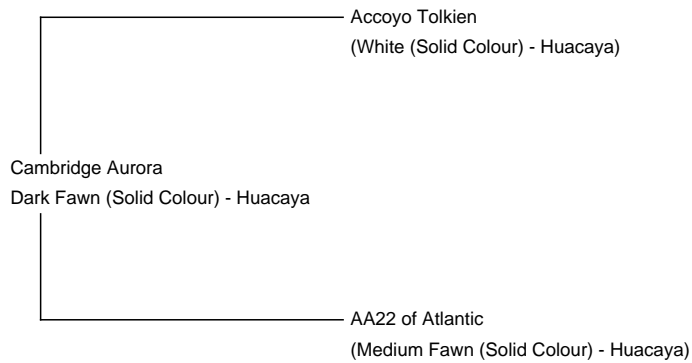 Accoyo Tolkien
(White (Solid Colour) - Huacaya)
Cambridge Aurora
Dark Fawn (Solid Colour) - Huacaya
AA22 of Atlantic
(Medium Fawn (Solid Colour) - Huacaya)